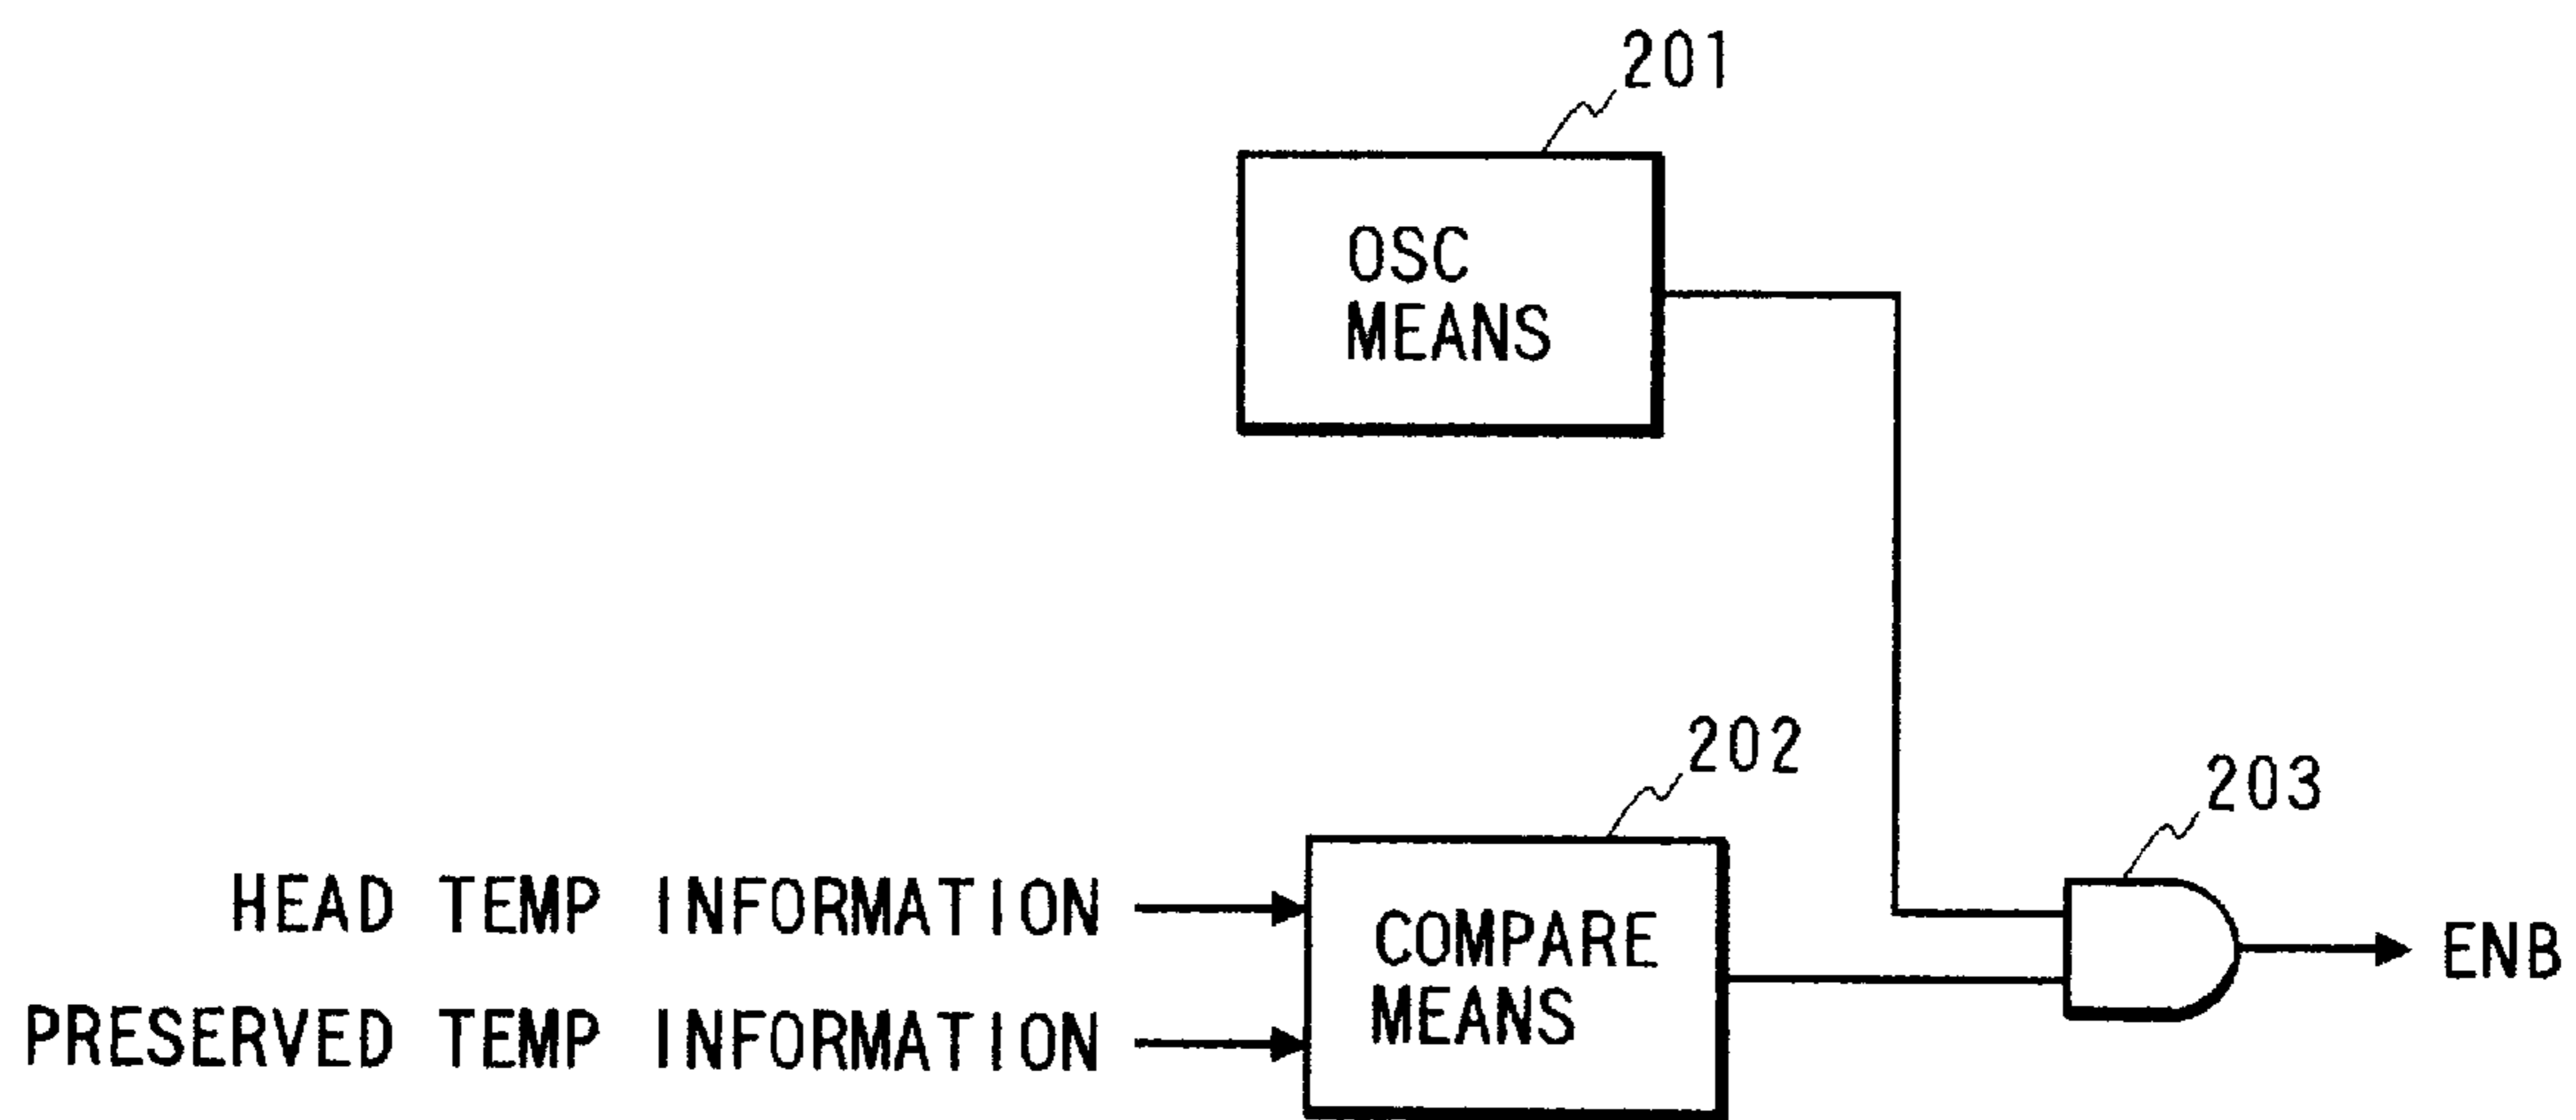 201
OSC
MEANS
202
203
HEAD TEMP INFORMATION
COMPARE
MEANS
ENB
PRESERVED TEMP INFORMATION